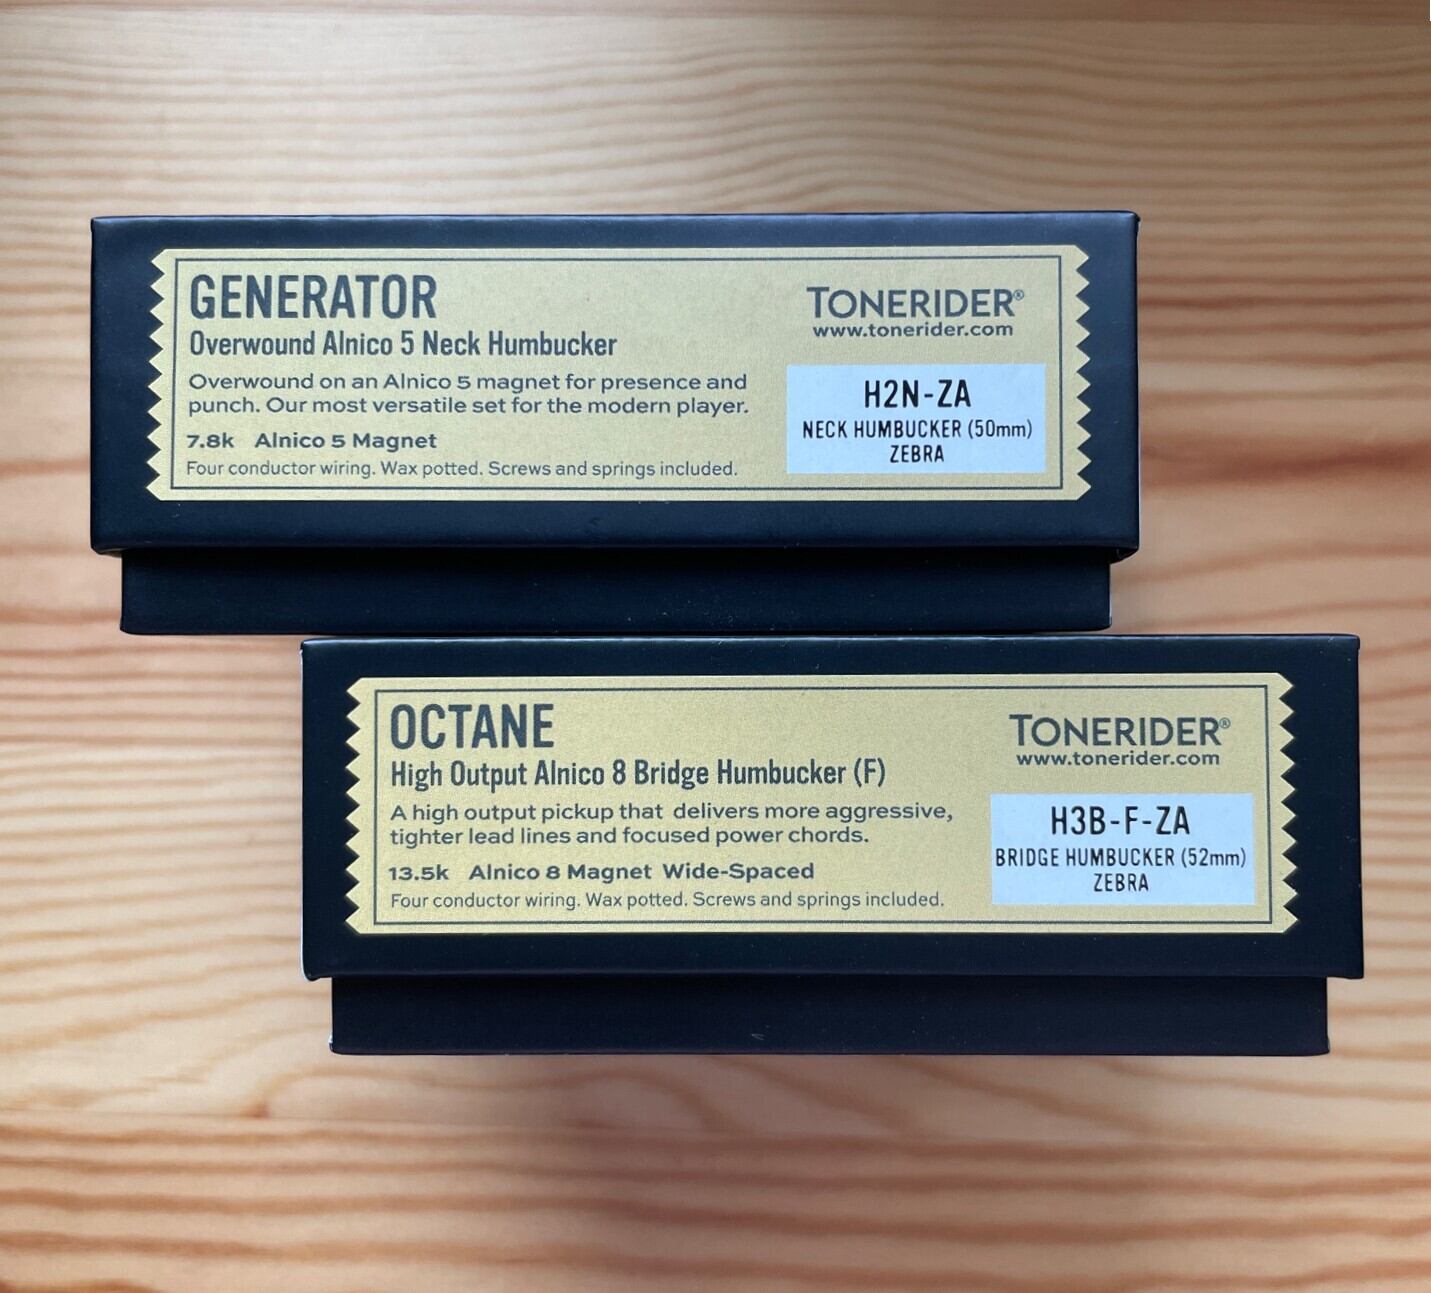 GENERATOR
Overwound Alnico 5 Neck Humbucker
Overwound on an Alnico 5 magnet for presence and
punch. Our most versatile set for the modern player.
7.8k Alnico 5 Magnet
Four conductor wiring. Wax potted. Screws and springs included.
TONERIDER®
www.tonerider.com
H2N-ZA
NECK HUMBUCKER (50mm)
ZEBRA
OCTANE
High Output Alnico 8 Bridge Humbucker (F)
A high output pickup that delivers more aggressive,
tighter lead lines and focused power chords.
13.5k Alnico 8 Magnet Wide-Spaced
Four conductor wiring. Wax potted. Screws and springs included.
TONERIDER®
www.tonerider.com
H3B-F-ZA
BRIDGE HUMBUCKER (52mm)
ZEBRA